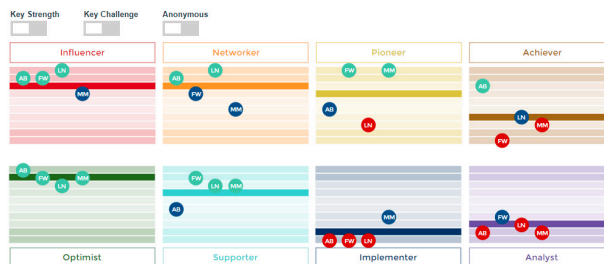 Key Strength Key Challenge Anonymous
Influencer Networker Pioneer Achiever
LN LN FW MM
AB FW AB AB
MM FW AB LN
MM LN MM
FW
AB FW
FW MM LN MM LN MM
AB MM FW
LN
AB FW LN AB MM
Optimist Supporter Implementer Analyst